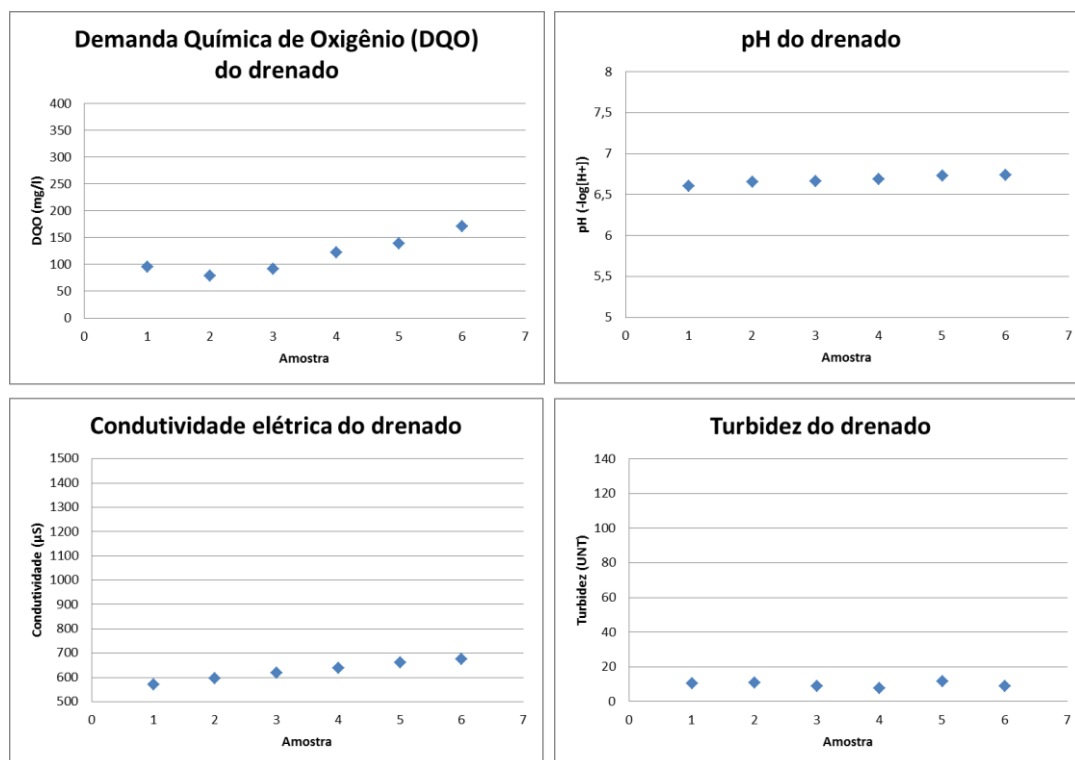 Demanda Química de Oxigênio (DQO)
do drenado
DQO (mg/l)
400
350
300
250
200
150
100
50
0
0 1 2 3 4 5 6 7
Amostra
pH do drenado
pH (-log[H+])
8
7,5
7
6,5
6
5,5
5
0 1 2 3 4 5 6 7
Amostra
Condutividade elétrica do drenado
Condutividade (µS)
1500
1400
1300
1200
1100
1000
900
800
700
600
500
0 1 2 3 4 5 6 7
Amostra
Turbidez do drenado
Turbidez (UNT)
140
120
100
80
60
40
20
0
0 1 2 3 4 5 6 7
Amostra